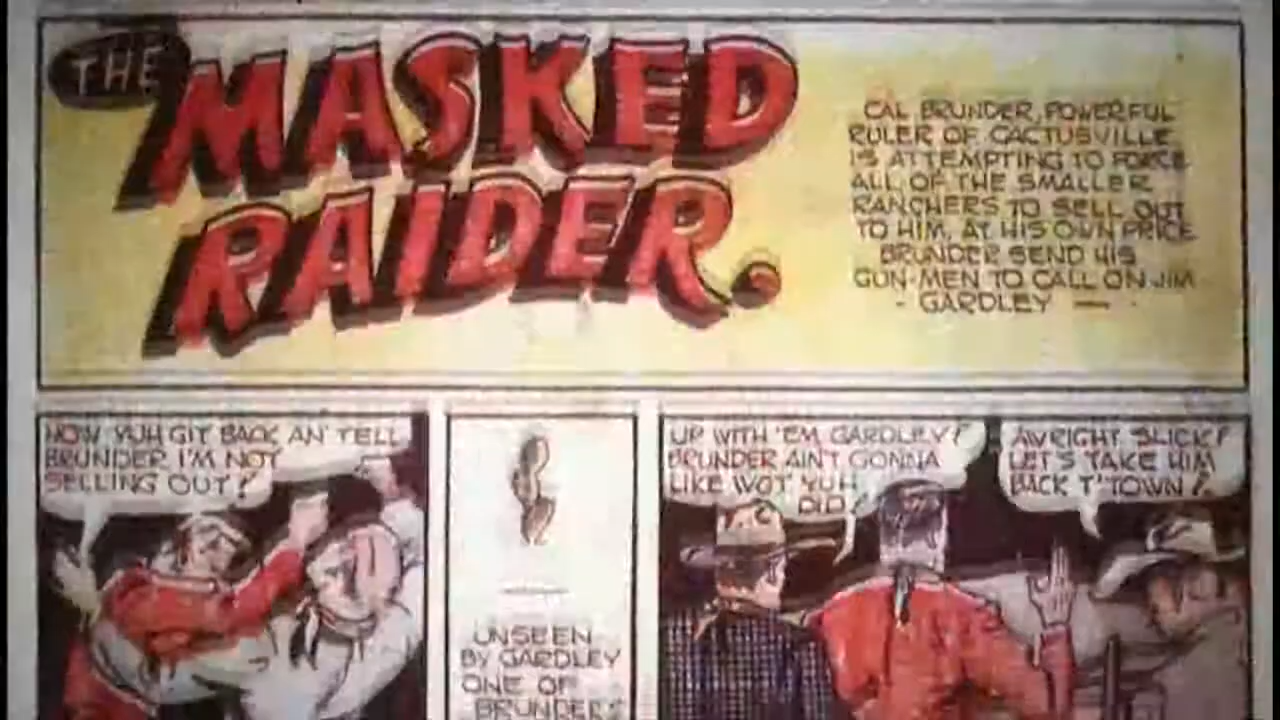 THE
MASKED
RAIDER.
CAL BRUNDER, POWERFUL
RULER OF CACTUSVILLE
IS ATTEMPTING TO FORCE
ALL OF THE SMALLER
RANCHERS TO SELL OUT
TO HIM, AT HIS OWN PRICE
BRUNDER SEND HIS
GUN-MEN TO CALL ON JIM
- GARDLEY —
NOW YUH GIT BACK AN' TELL
BRUNDER I'M NOT
SELLING OUT!
UNSEEN
BY GARDLEY
ONE OF
BRUNDERS
UP WITH 'EM GARDLEY!
BRUNDER AIN'T GONNA
LIKE WOT YUH
DID!
AWRIGHT SLICK!
LET'S TAKE HIM
BACK T' TOWN!